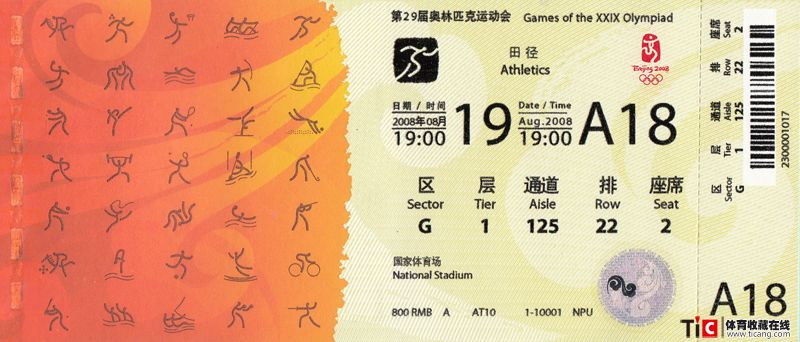 第29届奥林匹克运动会 Games of the XXIX Olympiad
田径
Athletics
Beijing 2008
日期 / 时间
2008年08月
19:00
19
Date / Time
Aug.2008
19:00
A18
区 层 通道 排 座席
Sector Tier Aisle Row Seat
G 1 125 22 2
国家体育场
National Stadium
800 RMB A AT10 1-10001 NPU
座席 Seat 2
排 Row 22
通道 Aisle 125
层 Tier 1
区 Sector G
2300001017
A18
TiC 体育收藏在线
www.ticang.com